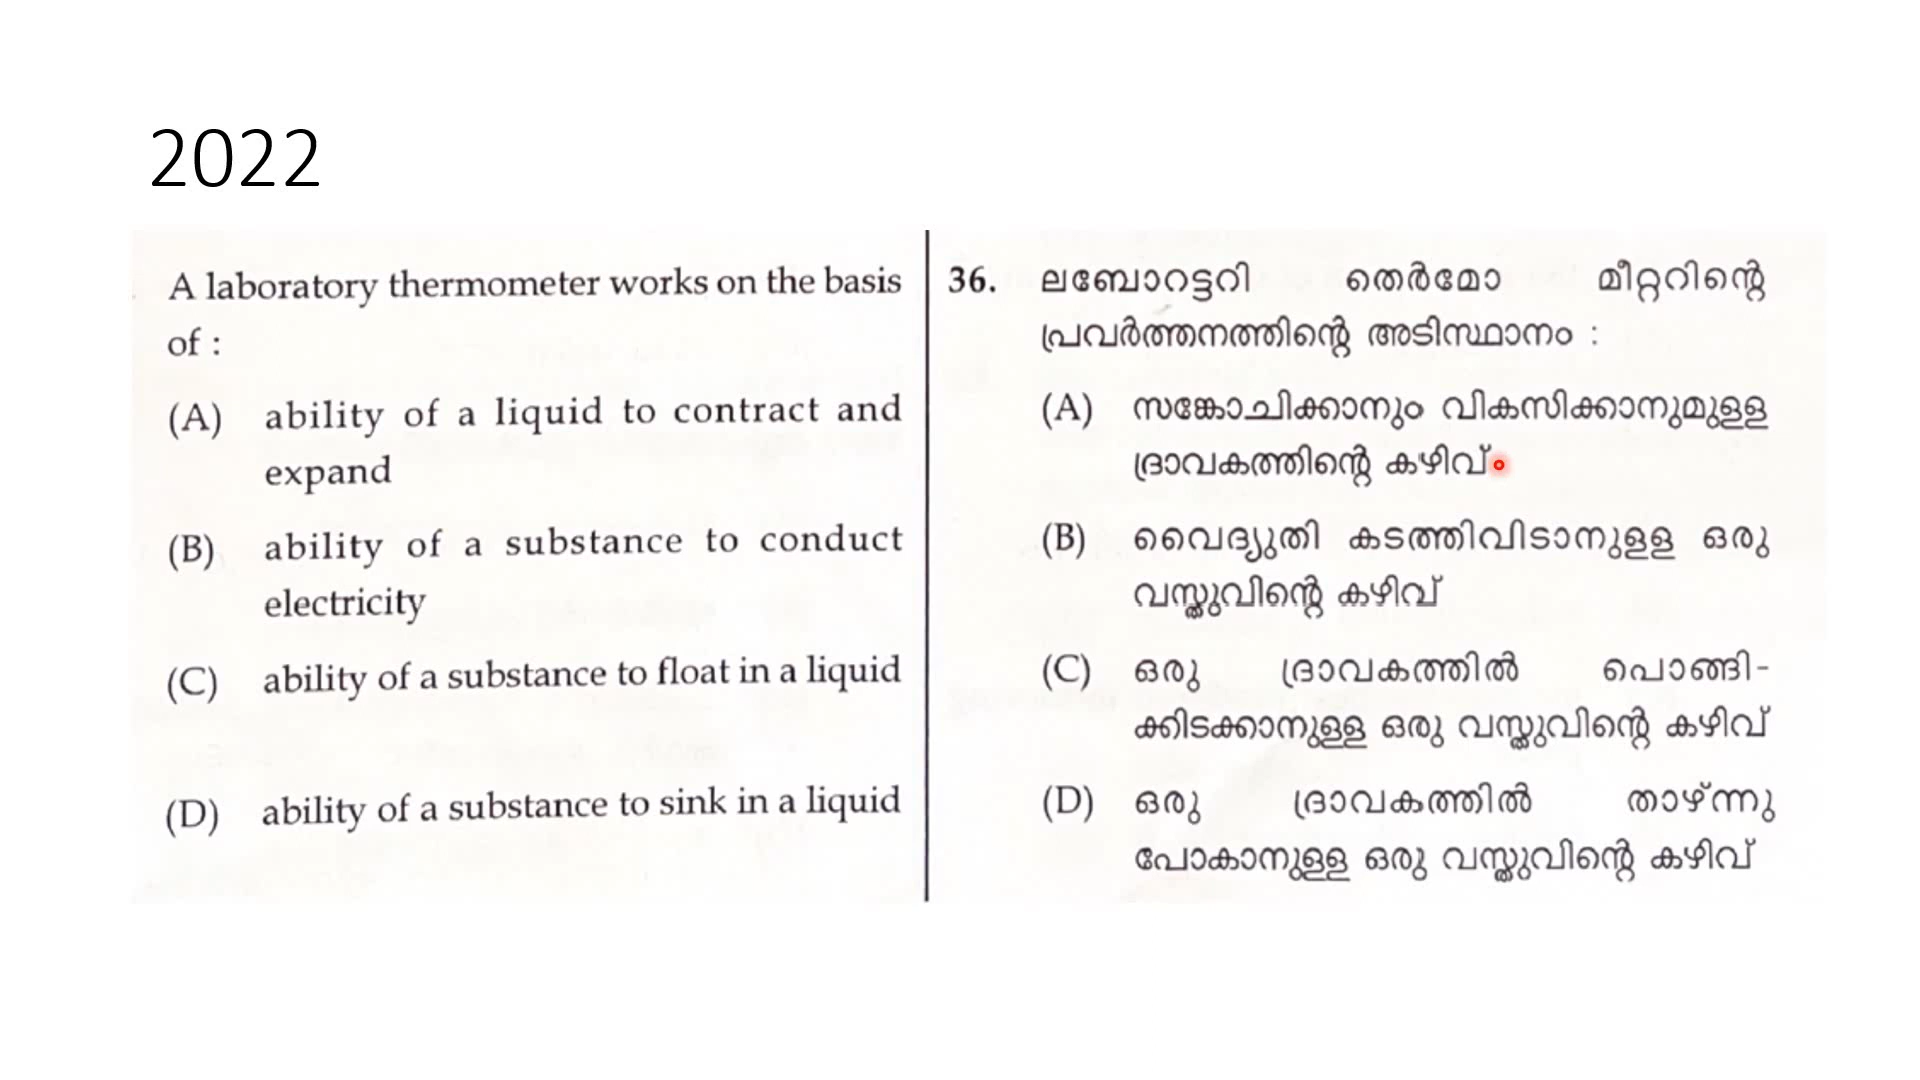 2022
A laboratory thermometer works on the basis
of :
(A) ability of a liquid to contract and
expand
(B) ability of a substance to conduct
electricity
(C) ability of a substance to float in a liquid
(D) ability of a substance to sink in a liquid
36. ലബോറട്ടറി തെർമോ മീറ്ററിന്റെ
പ്രവർത്തനത്തിന്റെ അടിസ്ഥാനം :
(A) സങ്കോചിക്കാനും വികസിക്കാനുമുള്ള
ദ്രാവകത്തിന്റെ കഴിവ്
(B) വൈദ്യുതി കടത്തിവിടാനുള്ള ഒരു
വസ്തുവിന്റെ കഴിവ്
(C) ഒരു ദ്രാവകത്തിൽ പൊങ്ങി-
ക്കിടക്കാനുള്ള ഒരു വസ്തുവിന്റെ കഴിവ്
(D) ഒരു ദ്രാവകത്തിൽ താഴ്ന്നു
പോകാനുള്ള ഒരു വസ്തുവിന്റെ കഴിവ്